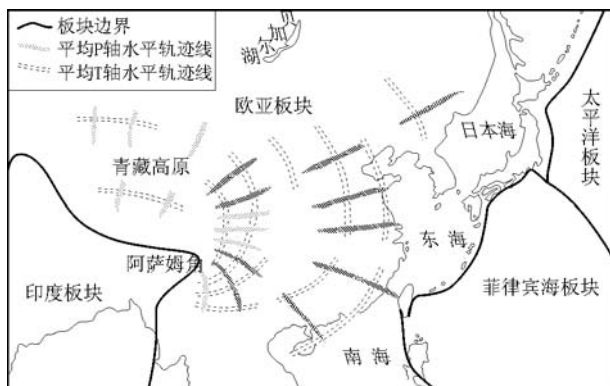 板块边界
平均P轴水平轨迹线
平均T轴水平轨迹线
贝加尔湖
欧亚板块
日本海
太平洋板块
青藏高原
东海
阿萨姆角
印度板块
菲律宾海板块
南海